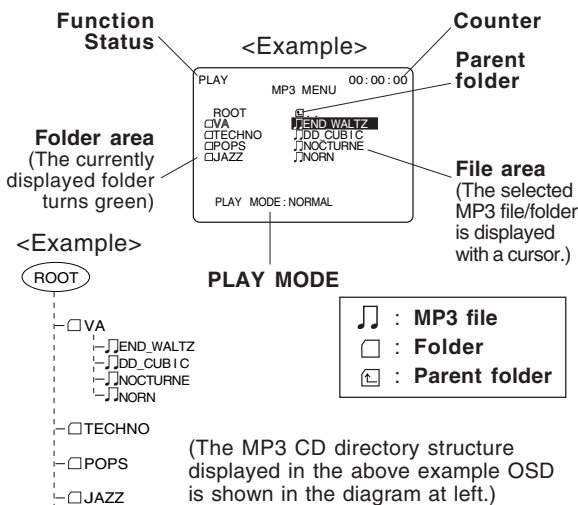 Function
Status
<Example>
Counter
Parent
folder
PLAY
00:00:00
MP3 MENU
ROOT
..
VA
END_WALTZ
TECHNO
DD_CUBIC
POPS
NOCTURNE
JAZZ
NORN
PLAY MODE:NORMAL
Folder area
(The currently
displayed folder
turns green)
File area
(The selected
MP3 file/folder
is displayed
with a cursor.)
PLAY MODE
<Example>
ROOT
VA
END_WALTZ
DD_CUBIC
NOCTURNE
NORN
TECHNO
POPS
JAZZ
: MP3 file
: Folder
: Parent folder
(The MP3 CD directory structure
displayed in the above example OSD
is shown in the diagram at left.)